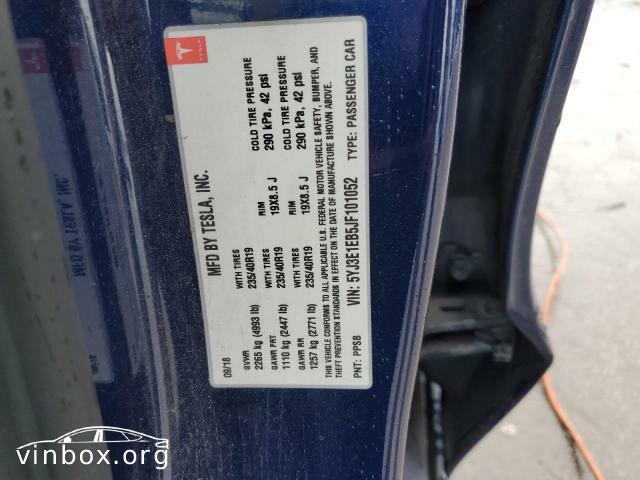 TESLA
MFD BY TESLA, INC.
09/18
GVWR WITH TIRES RIM COLD TIRE PRESSURE
2265 kg (4993 lb) 235/40R19 19X8.5 J 290 kPa, 42 psi
GAWR FRT WITH TIRES RIM COLD TIRE PRESSURE
1110 kg (2447 lb) 235/40R19 19X8.5 J 290 kPa, 42 psi
GAWR RR WITH TIRES RIM COLD TIRE PRESSURE
1257 kg (2771 lb) 235/40R19 19X8.5 J 290 kPa, 42 psi
THIS VEHICLE CONFORMS TO ALL APPLICABLE U.S. FEDERAL MOTOR VEHICLE SAFETY, BUMPER, AND
THEFT PREVENTION STANDARDS IN EFFECT ON THE DATE OF MANUFACTURE SHOWN ABOVE.
VIN: 5YJ3E1EB5JF101052 TYPE: PASSENGER CAR
PNT: PPSB
vinbox.org